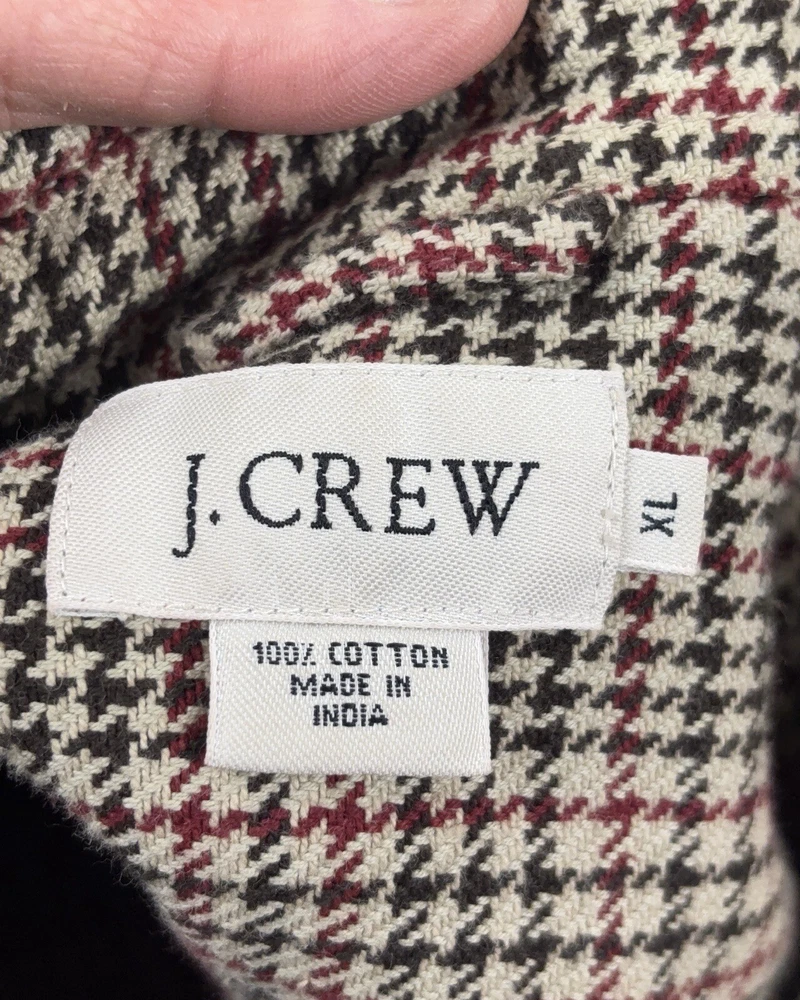 J.CREW
XL
100% COTTON
MADE IN
INDIA